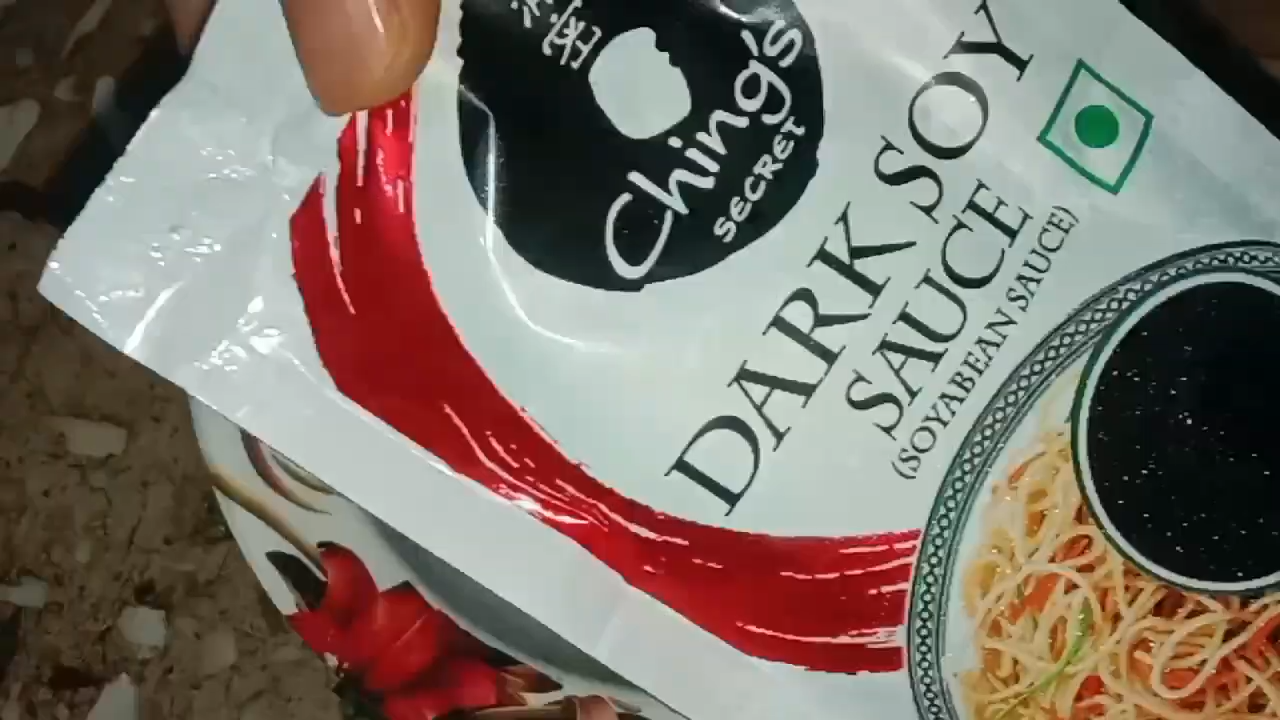 Ching's
SECRET
DARK SOY
SAUCE
(SOYABEAN SAUCE)